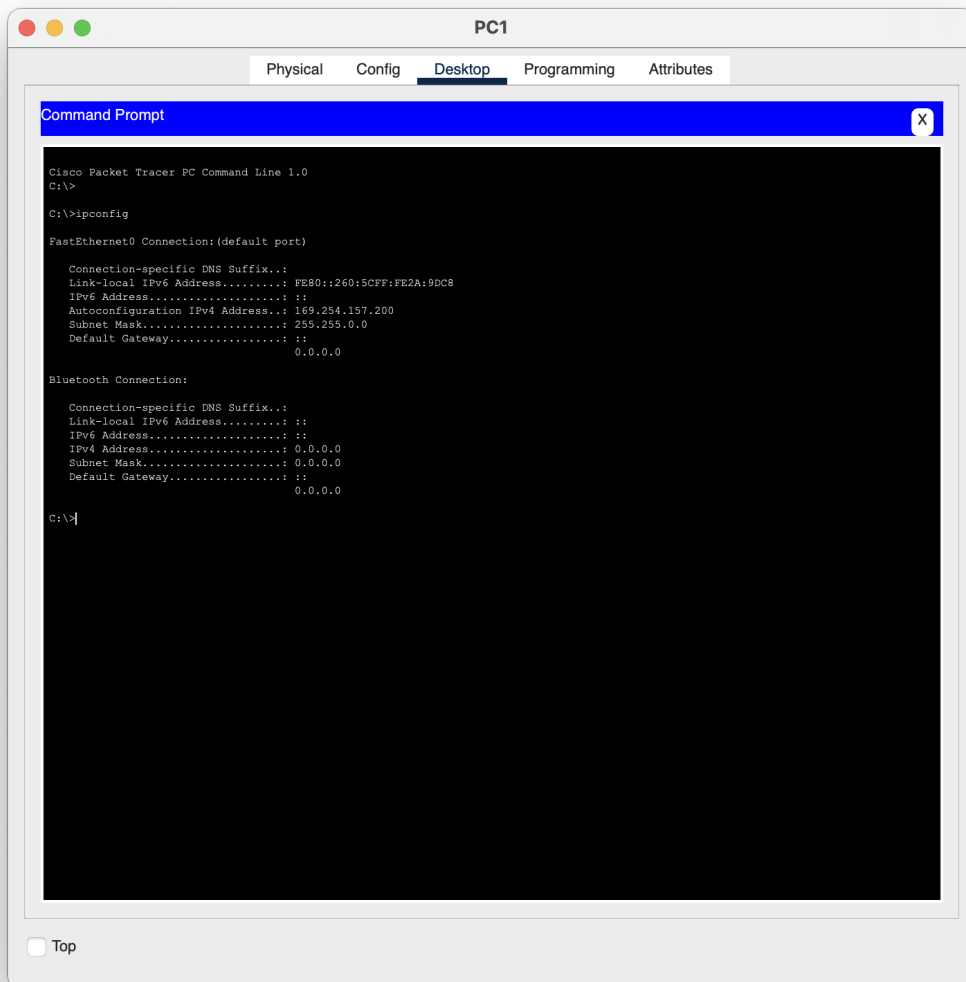 PC1
Physical Config Desktop Programming Attributes
Command Prompt
X
Cisco Packet Tracer PC Command Line 1.0
C:\>
C:\>ipconfig
FastEthernet0 Connection:(default port)
Connection-specific DNS Suffix..:
Link-local IPv6 Address.........: FE80::260:5CFF:FE2A:9DC8
IPv6 Address....................: ::
Autoconfiguration IPv4 Address..: 169.254.157.200
Subnet Mask.....................: 255.255.0.0
Default Gateway.................: ::
0.0.0.0
Bluetooth Connection:
Connection-specific DNS Suffix..:
Link-local IPv6 Address.........: ::
IPv6 Address....................: ::
IPv4 Address....................: 0.0.0.0
Subnet Mask.....................: 0.0.0.0
Default Gateway.................: ::
0.0.0.0
C:\>
Top